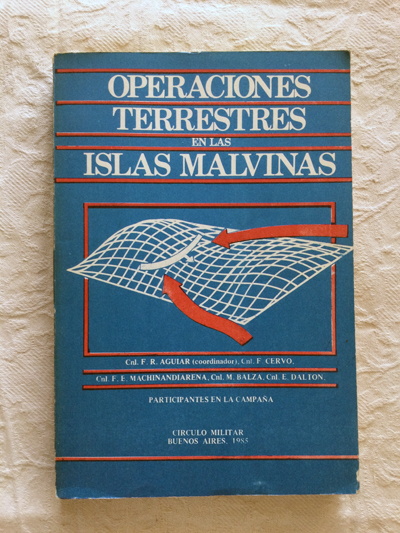 OPERACIONES
TERRESTRES
EN LAS
ISLAS MALVINAS
Cnl. F. R. AGUIAR (coordinador), Cnl. F. CERVO,
Cnl. F. E. MACHINANDIARENA, Cnl. M. BALZA, Cnl. E. DALTON,
PARTICIPANTES EN LA CAMPAÑA
CIRCULO MILITAR
BUENOS AIRES, 1985